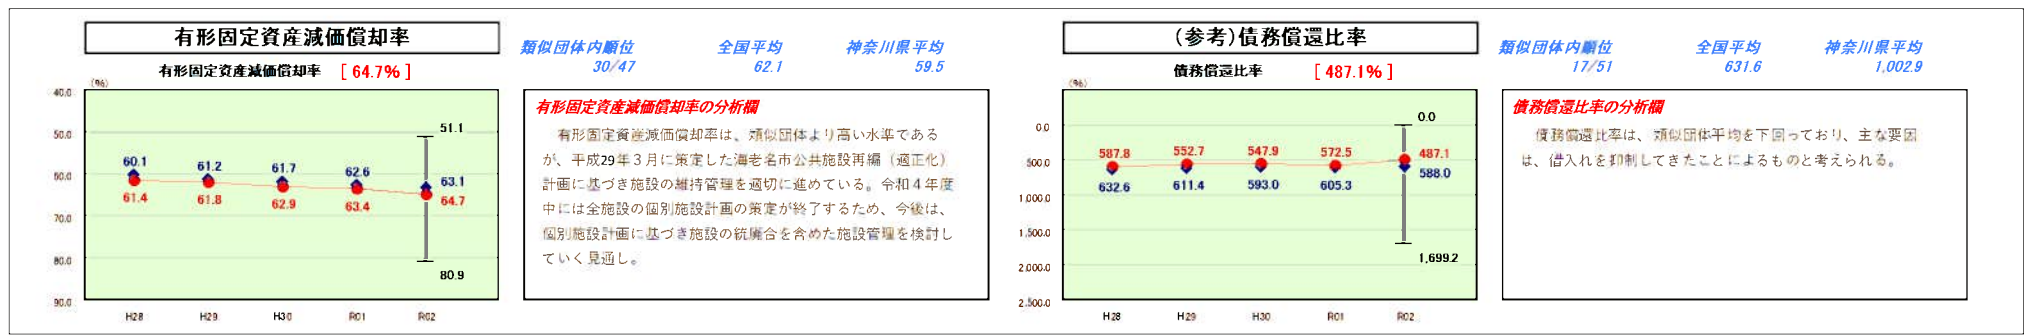 有形固定資産減価償却率
有形固定資産減価償却率 [ 64.7% ]
類似団体内順位 全国平均 神奈川県平均
30/47 62.1 59.5
(%)
40.0
50.0
60.0
70.0
80.0
90.0
60.1 61.2 61.7 62.6 63.1
61.4 61.8 62.9 63.4 64.7
51.1
80.9
H28 H29 H30 R01 R02
有形固定資産減価償却率の分析欄
有形固定資産減価償却率は、類似団体より高い水準である
が、平成29年３月に策定した海老名市公共施設再編（適正化）
計画に基づき施設の維持管理を適切に進めている。令和４年度
中には全施設の個別施設計画の策定が終了するため、今後は、
個別施設計画に基づき施設の統廃合を含めた施設管理を検討し
ていく見通し。
(参考)債務償還比率
債務償還比率 [ 487.1% ]
類似団体内順位 全国平均 神奈川県平均
17/51 631.6 1,002.9
(%)
0.0
500.0
1,000.0
1,500.0
2,000.0
2,500.0
587.8 552.7 547.9 572.5 487.1
632.6 611.4 593.0 605.3 588.0
0.0
1,699.2
H28 H29 H30 R01 R02
債務償還比率の分析欄
債務償還比率は、類似団体平均を下回っており、主な要因
は、借入れを抑制してきたことによるものと考えられる。